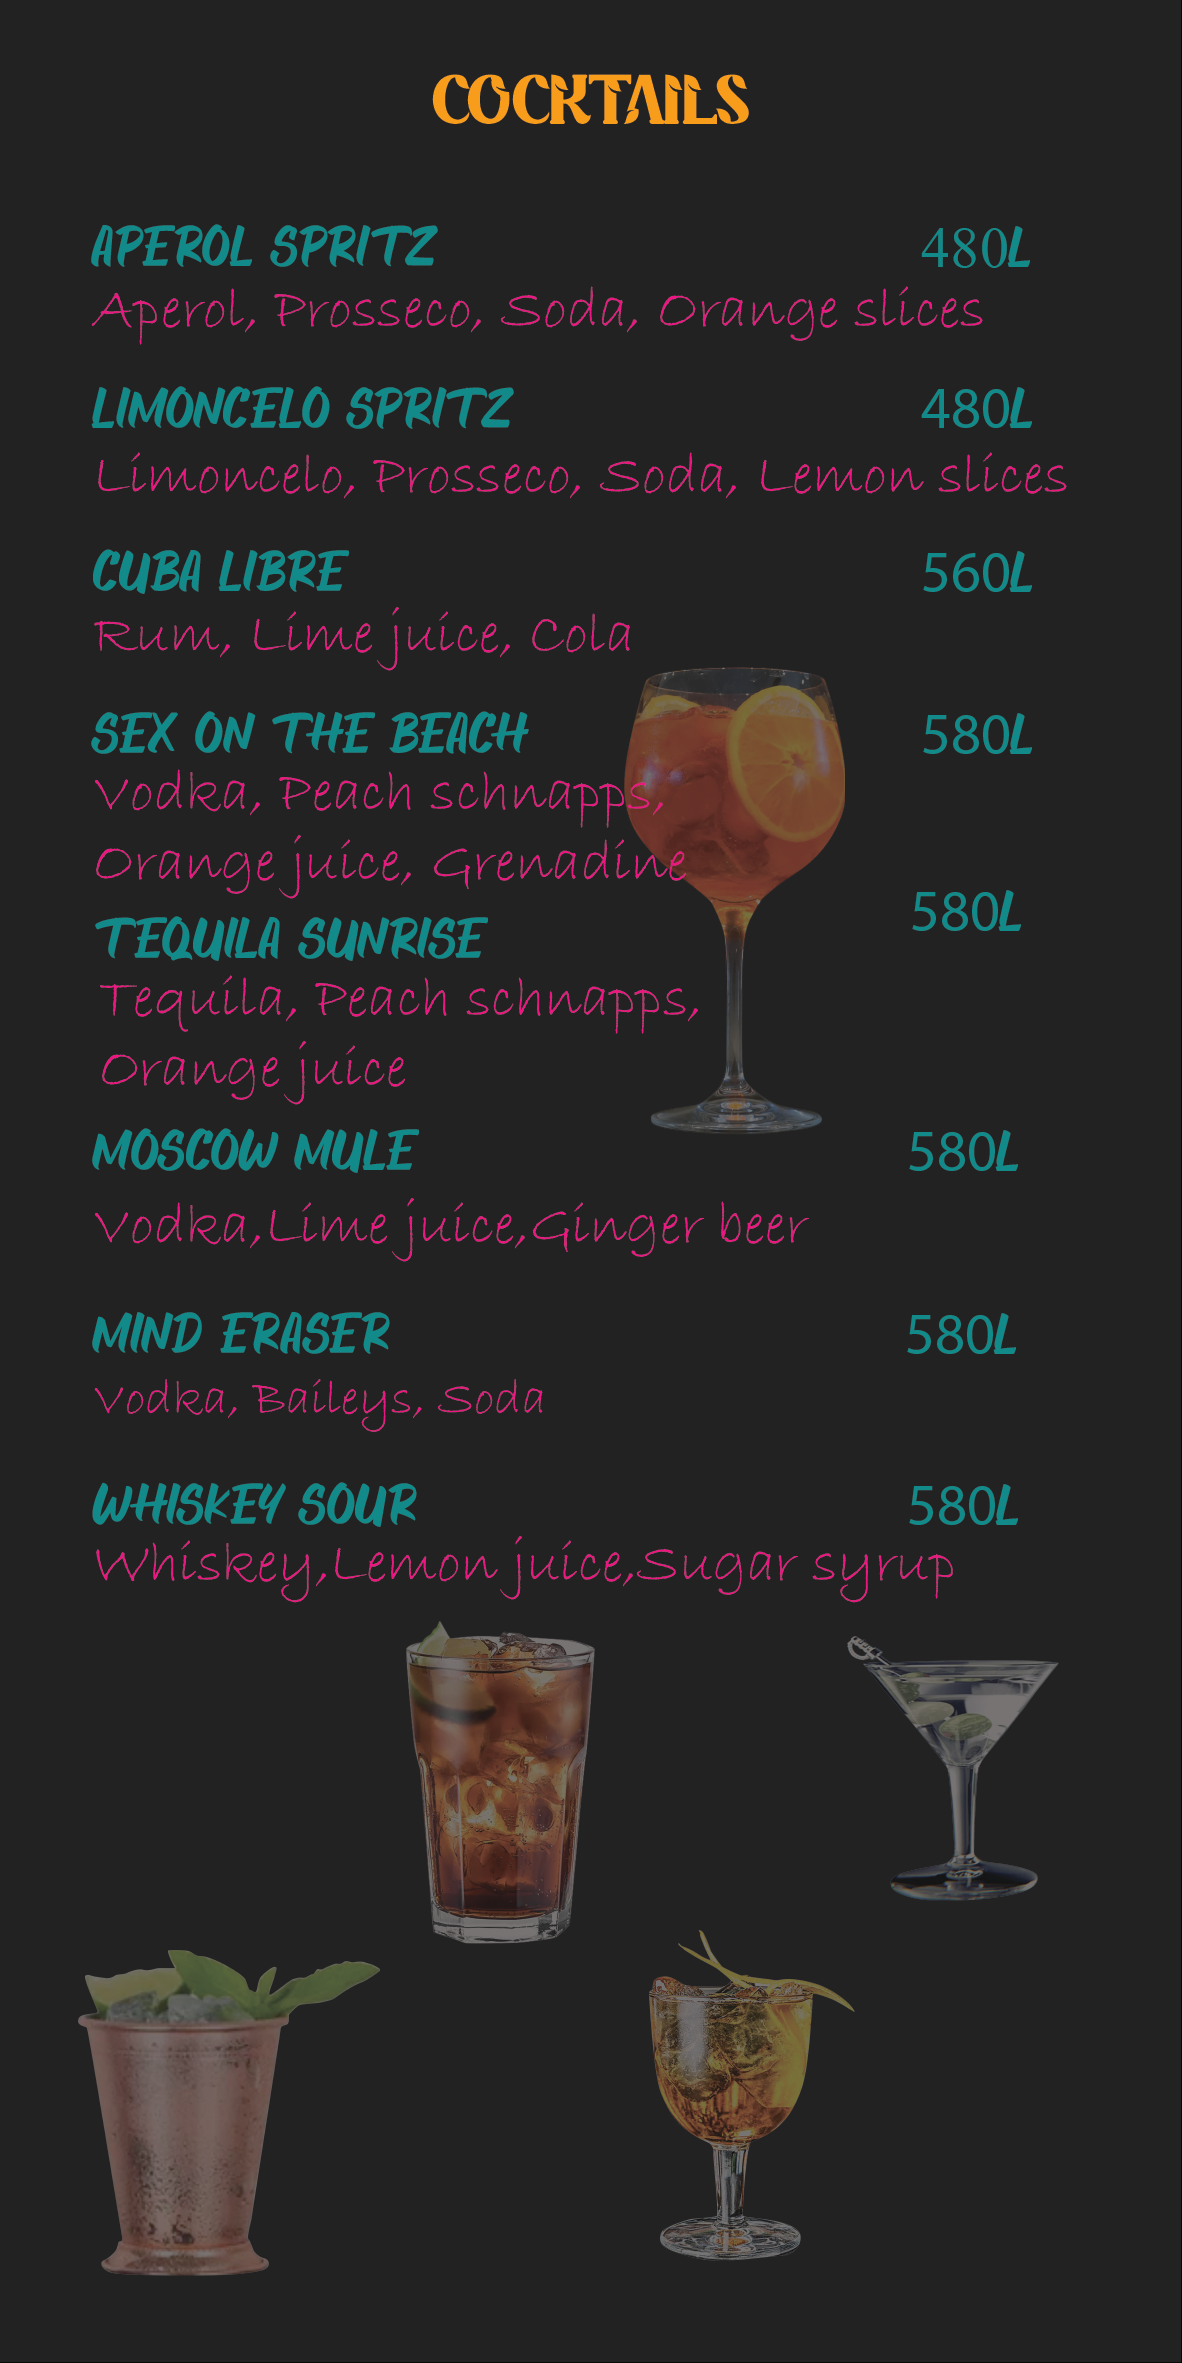 COCKTAILS
APEROL SPRITZ 480L
Aperol, Prosseco, Soda, Orange slices
LIMONCELO SPRITZ 480L
Limoncelo, Prosseco, Soda, Lemon slices
CUBA LIBRE 560L
Rum, Lime juice, Cola
SEX ON THE BEACH 580L
Vodka, Peach schnapps,
Orange juice, Grenadine
TEQUILA SUNRISE 580L
Tequila, Peach schnapps,
Orange juice
MOSCOW MULE 580L
Vodka,Lime juice,Ginger beer
MIND ERASER 580L
Vodka, Baileys, Soda
WHISKEY SOUR 580L
Whiskey,Lemon juice,Sugar syrup